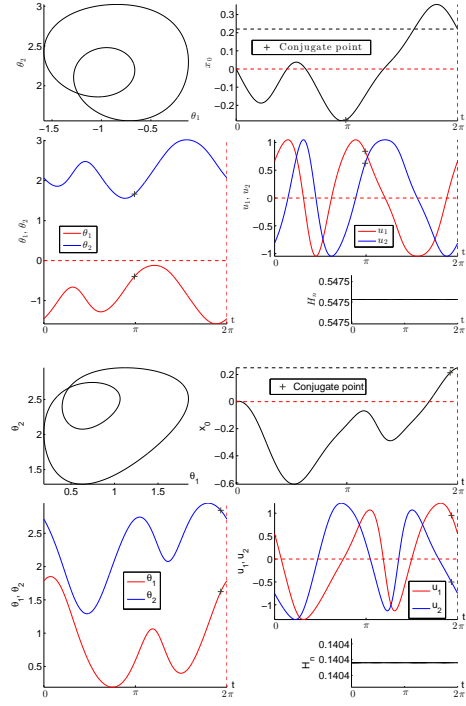 3
2.5
2
θ₂
−1.5
−1
−0.5
θ₁
0.2
0.1
0
−0.1
−0.2
x₀
Conjugate point
π
2π
t
3
2
1
0
−1
θ₁, θ₂
θ₁
θ₂
0
π
2π
t
1
0.5
0
−0.5
−1
u₁, u₂
u₁
u₂
0
π
2π
t
0.5475
0.5475
0.5475
Hₙ
0
π
2π
t
2.5
2.0
1.5
θ₂
0.5
1
1.5
θ₁
0.2
0
−0.2
−0.4
−0.6
x₀
Conjugate point
0
π
2π
t
2.5
2
1.5
1
0.5
θ₁, θ₂
θ₁
θ₂
0
π
2π
t
1
0.5
0
−0.5
−1
u₁, u₂
u₁
u₂
0
π
2π
t
0.1404
0.1404
0.1404
Hₙ
0
π
2π
t